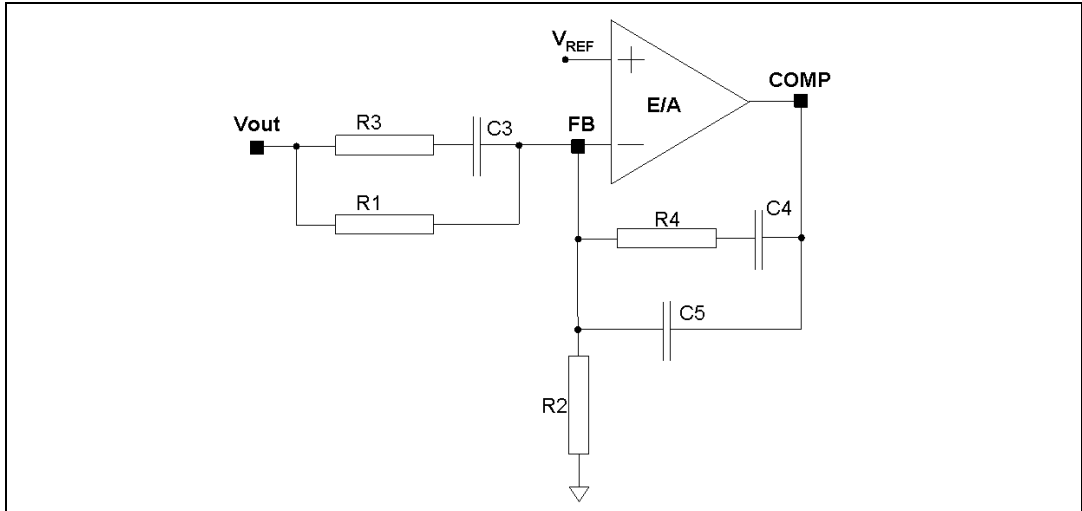 VREF
+
E/A
−
COMP
Vout
R3
C3
FB
R1
R4
C4
C5
R2